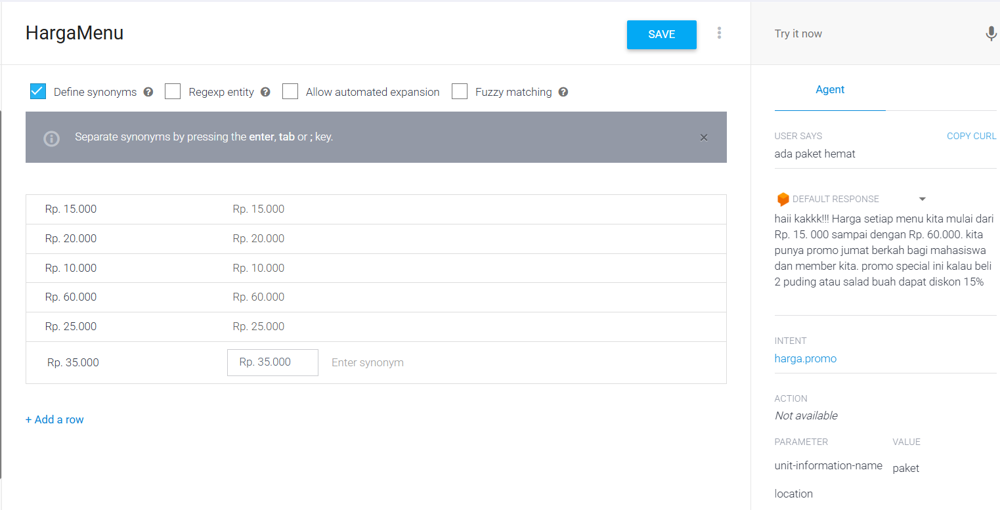 HargaMenu
SAVE
Define synonyms
Regexp entity
Allow automated expansion
Fuzzy matching
Separate synonyms by pressing the enter, tab or ; key.
Rp. 15.000 Rp. 15.000
Rp. 20.000 Rp. 20.000
Rp. 10.000 Rp. 10.000
Rp. 60.000 Rp. 60.000
Rp. 25.000 Rp. 25.000
Rp. 35.000 Rp. 35.000 Enter synonym
+ Add a row
Try it now
Agent
USER SAYS COPY CURL
ada paket hemat
DEFAULT RESPONSE
haii kakkk!!! Harga setiap menu kita mulai dari
Rp. 15. 000 sampai dengan Rp. 60.000. kita
punya promo jumat berkah bagi mahasiswa
dan member kita. promo special ini kalau beli
2 puding atau salad buah dapat diskon 15%
INTENT
harga.promo
ACTION
Not available
PARAMETER VALUE
unit-information-name paket
location